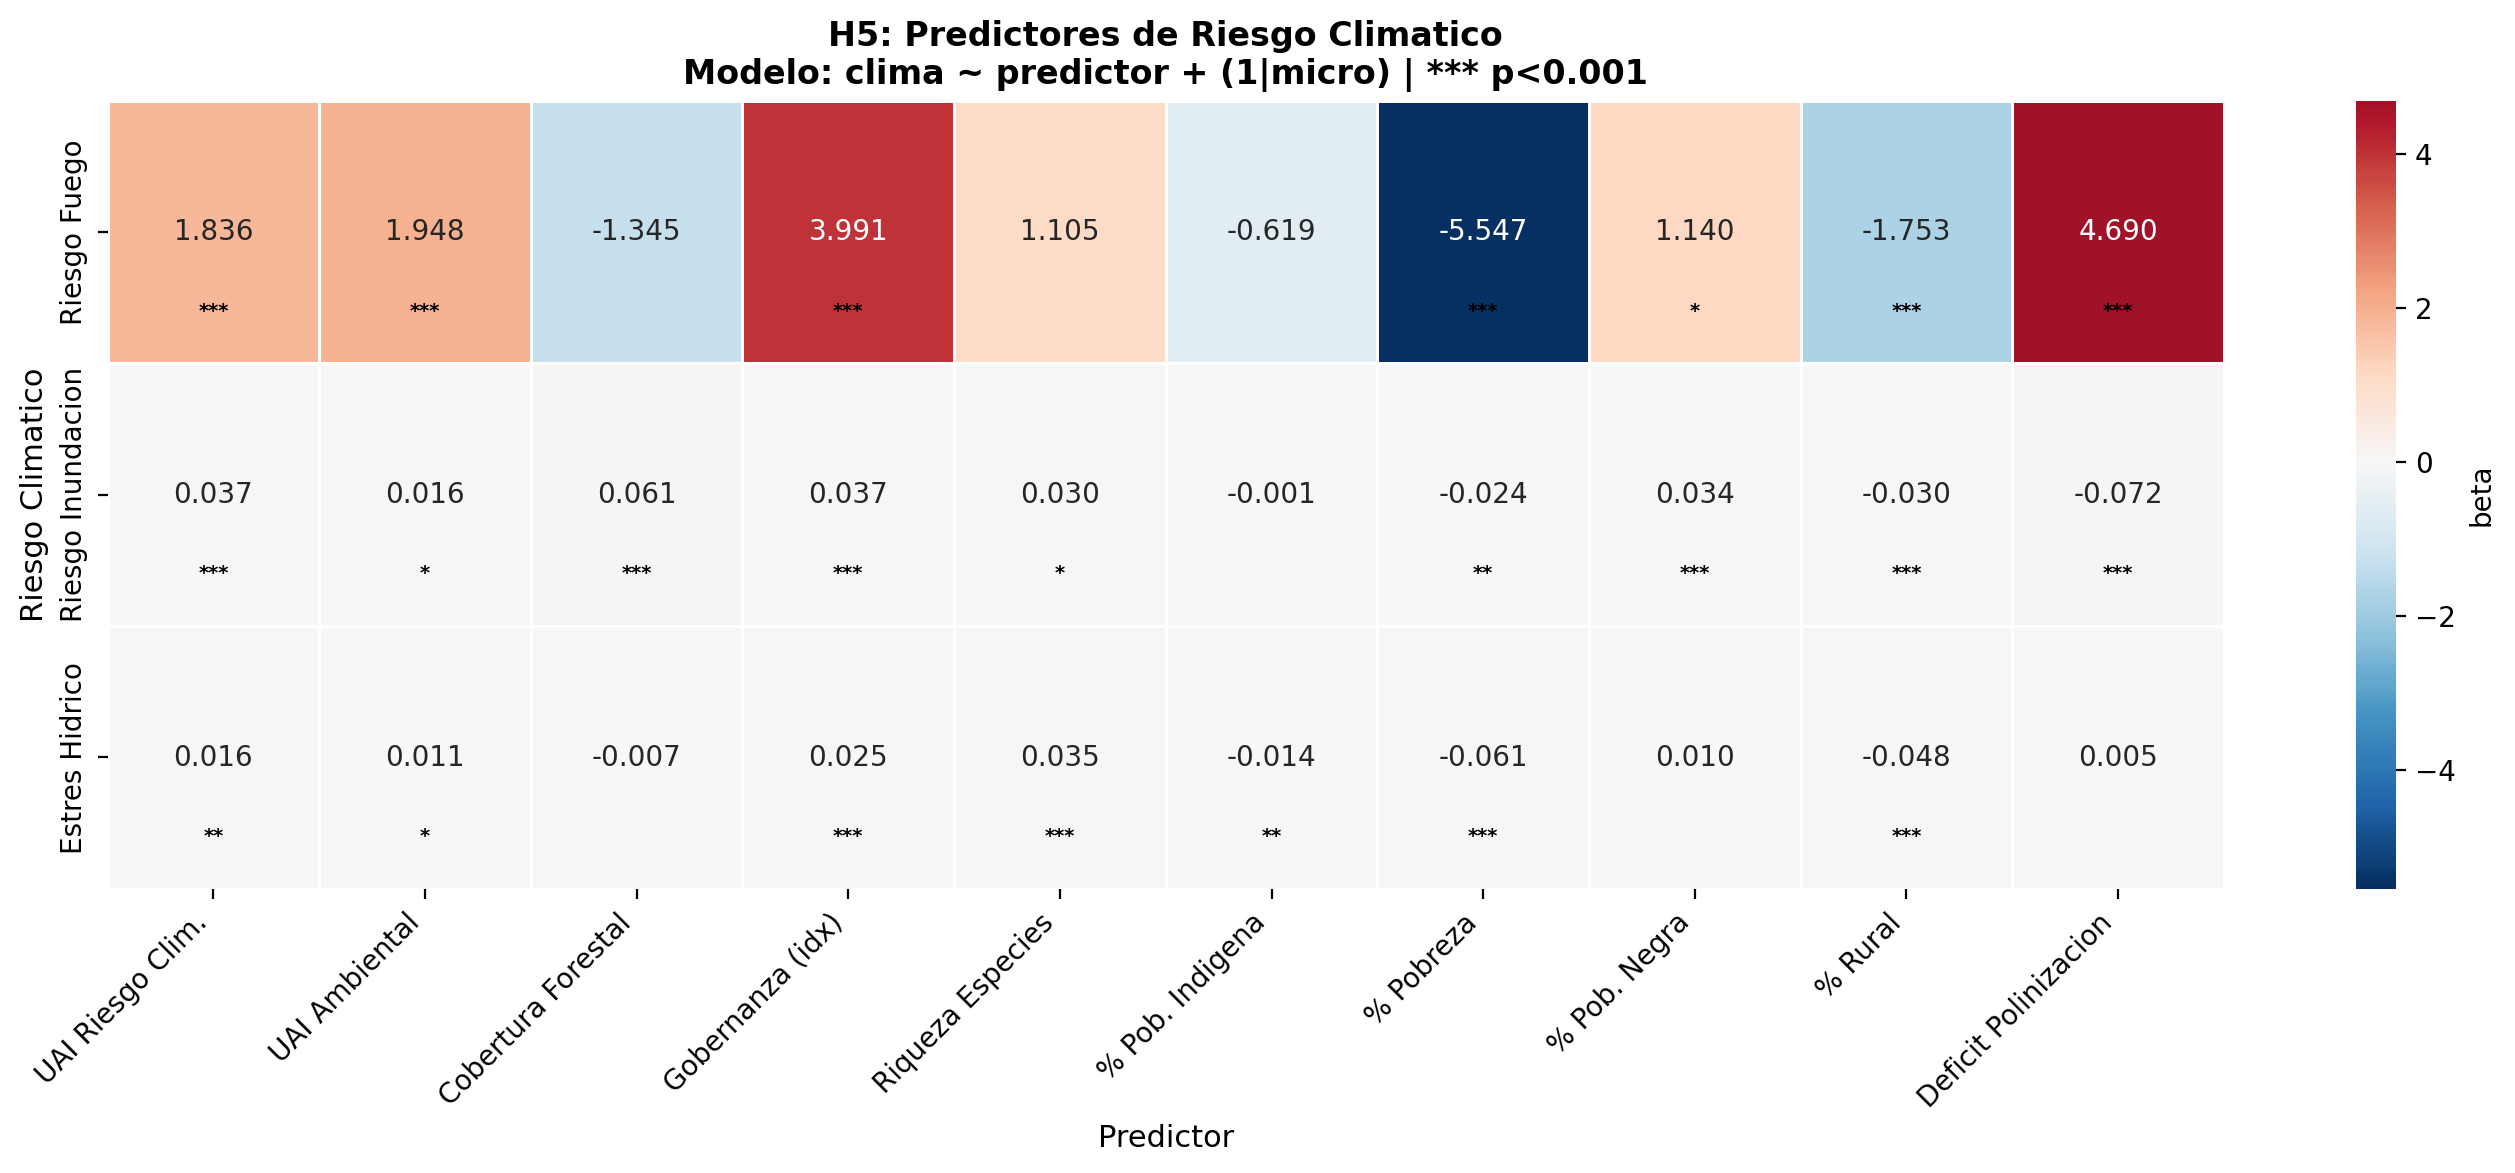 H5: Predictores de Riesgo Climatico
Modelo: clima ~ predictor + (1|micro) | *** p<0.001
Riesgo Climatico
Riesgo Fuego
1.836 1.948 -1.345 3.991 1.105 -0.619 -5.547 1.140 -1.753 4.690
*** *** *** *** * *** ***
Riesgo Inundacion
0.037 0.016 0.061 0.037 0.030 -0.001 -0.024 0.034 -0.030 -0.072
*** * *** *** * ** *** *** ***
Estres Hidrico
0.016 0.011 -0.007 0.025 0.035 -0.014 -0.061 0.010 -0.048 0.005
** * *** *** ** *** ***
UAI Riesgo Clim.
UAI Ambiental
Cobertura Forestal
Gobernanza (idx)
Riqueza Especies
% Pob. Indigena
% Pobreza
% Pob. Negra
% Rural
Deficit Polinizacion
Predictor
4
2
0
−2
−4
beta